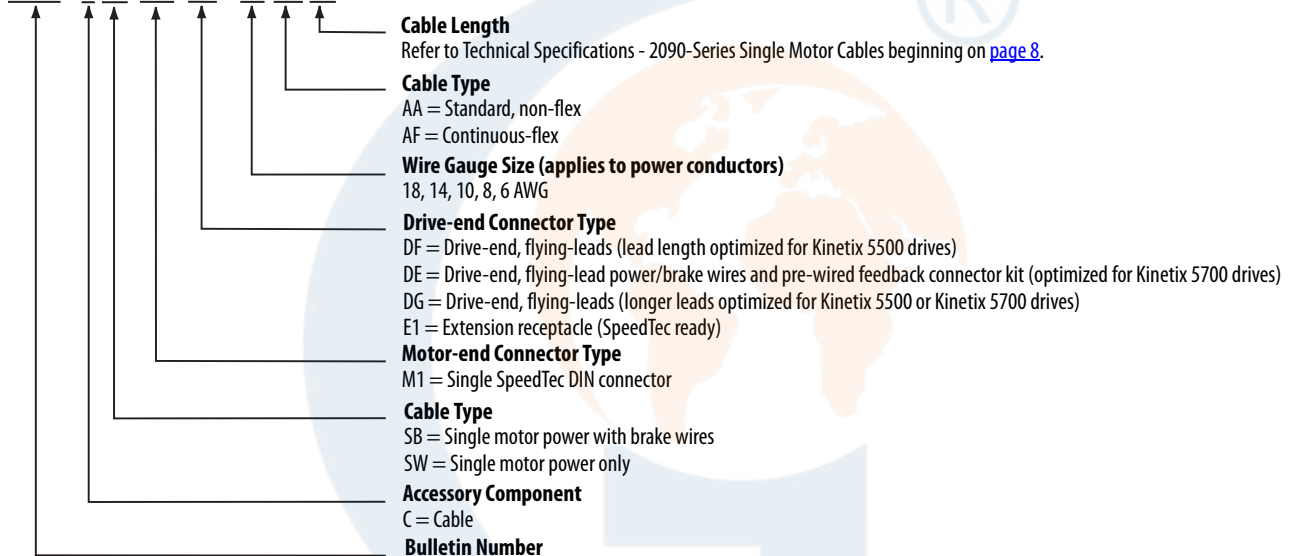 Cable Length
Refer to Technical Specifications - 2090-Series Single Motor Cables beginning on page 8.
Cable Type
AA = Standard, non-flex
AF = Continuous-flex
Wire Gauge Size (applies to power conductors)
18, 14, 10, 8, 6 AWG
Drive-end Connector Type
DF = Drive-end, flying-leads (lead length optimized for Kinetix 5500 drives)
DE = Drive-end, flying-lead power/brake wires and pre-wired feedback connector kit (optimized for Kinetix 5700 drives)
DG = Drive-end, flying-leads (longer leads optimized for Kinetix 5500 or Kinetix 5700 drives)
E1 = Extension receptacle (SpeedTec ready)
Motor-end Connector Type
M1 = Single SpeedTec DIN connector
Cable Type
SB = Single motor power with brake wires
SW = Single motor power only
Accessory Component
C = Cable
Bulletin Number
®